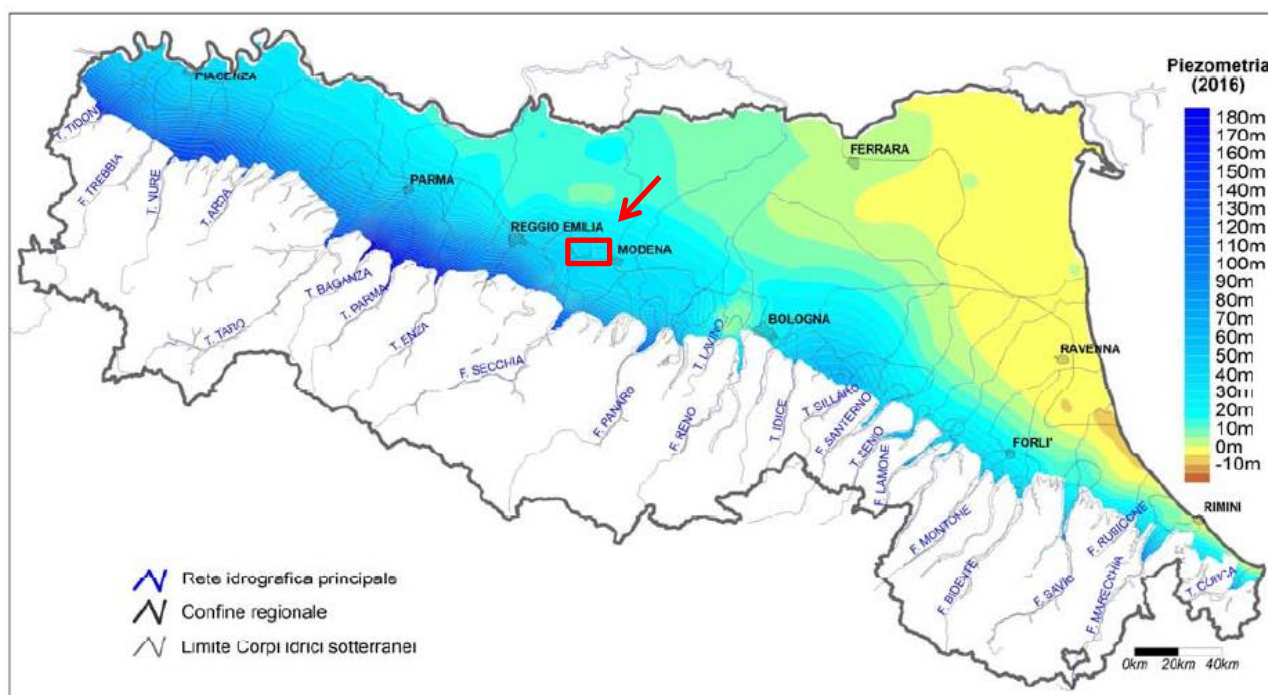 Piezometria
(2016)
180m
170m
160m
150m
140m
130m
120m
110m
100m
90m
80m
70m
60m
50m
40m
30m
20m
10m
0m
-10m
PIACENZA
PARMA
REGGIO EMILIA
MODENA
BOLOGNA
FERRARA
RAVENNA
FORLI'
RIMINI
T. TIDON
F. TREBBIA
T. NURE
T. ARDA
T. BAGANZA
T. PARMA
T. TARO
T. ENZA
F. SECCHIA
F. PANARO
T. LAVINO
F. RENO
T. IDICE
T. SILLARO
F. SANTERNO
T. SENIO
F. LAMONE
F. MONTONE
F. BIDENTE
F. SAVIO
F. RUBICONE
F. MARECCHIA
T. CONCA
Rete idrografica principale
Confine regionale
Limite Corpi idrici sotterranei
0km 20km 40km